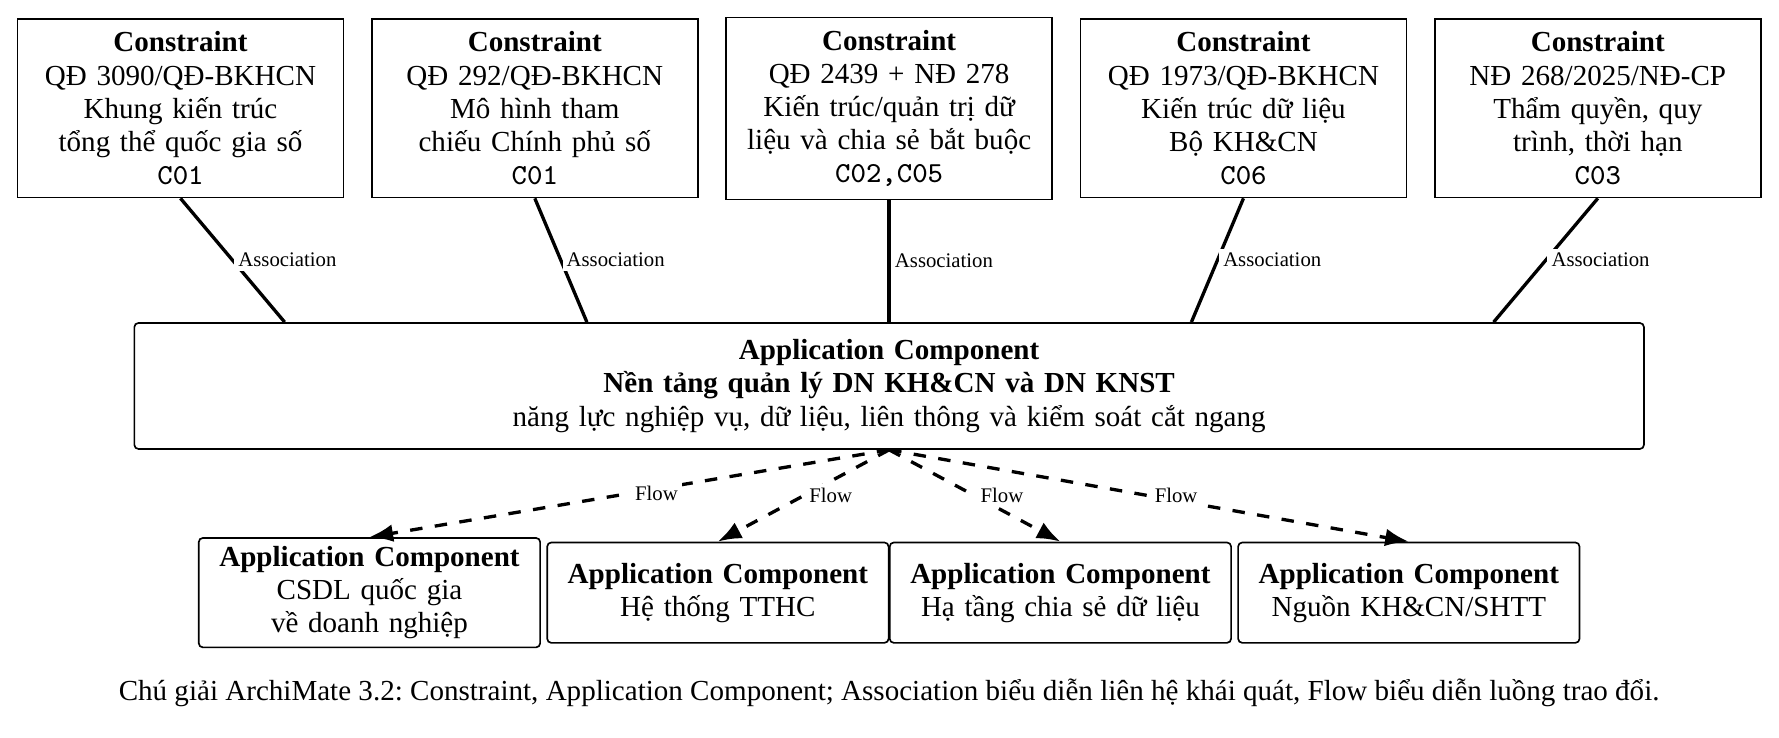 Constraint
QĐ 3090/QĐ-BKHCN
Khung kiến trúc
tổng thể quốc gia số
C01
Constraint
QĐ 292/QĐ-BKHCN
Mô hình tham
chiếu Chính phủ số
C01
Constraint
QĐ 2439 + NĐ 278
Kiến trúc/quản trị dữ
liệu và chia sẻ bắt buộc
C02,C05
Constraint
QĐ 1973/QĐ-BKHCN
Kiến trúc dữ liệu
Bộ KH&CN
C06
Constraint
NĐ 268/2025/NĐ-CP
Thẩm quyền, quy
trình, thời hạn
C03
Association
Association
Association
Association
Association
Application Component
Nền tảng quản lý DN KH&CN và DN KNST
năng lực nghiệp vụ, dữ liệu, liên thông và kiểm soát cắt ngang
Flow
Flow
Flow
Flow
Application Component
CSDL quốc gia
về doanh nghiệp
Application Component
Hệ thống TTHC
Application Component
Hạ tầng chia sẻ dữ liệu
Application Component
Nguồn KH&CN/SHTT
Chú giải ArchiMate 3.2: Constraint, Application Component; Association biểu diễn liên hệ khái quát, Flow biểu diễn luồng trao đổi.